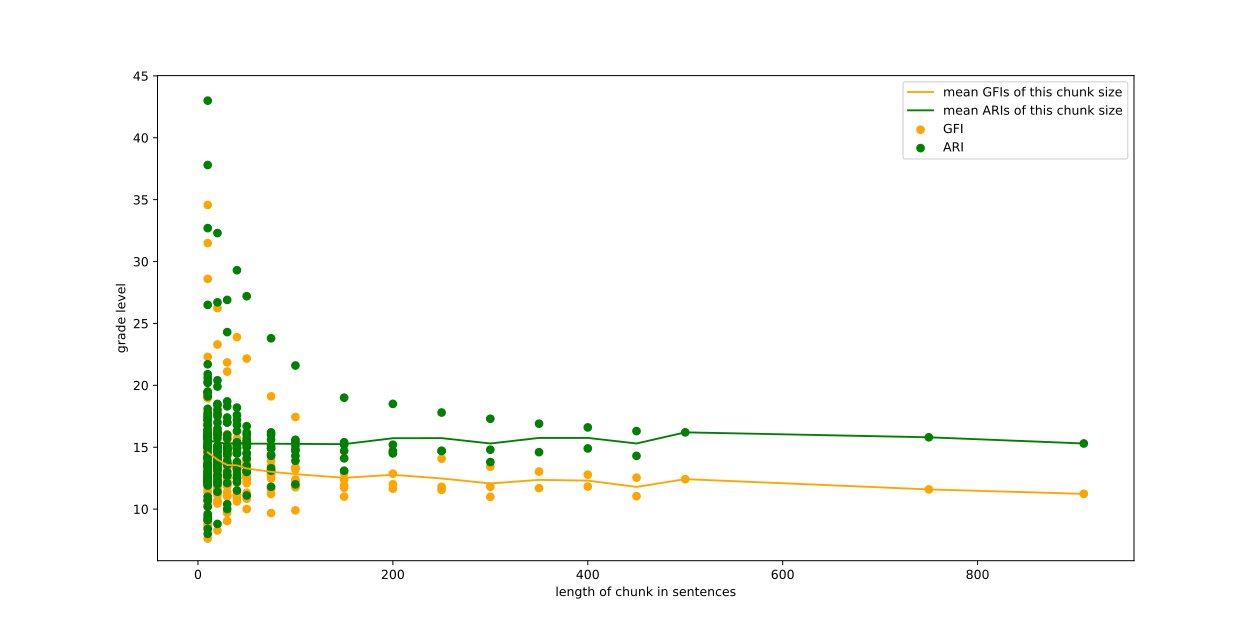 45
40
35
30
25
20
15
10
grade level
0 200 400 600 800
length of chunk in sentences
mean GFIs of this chunk size
mean ARIs of this chunk size
GFI
ARI